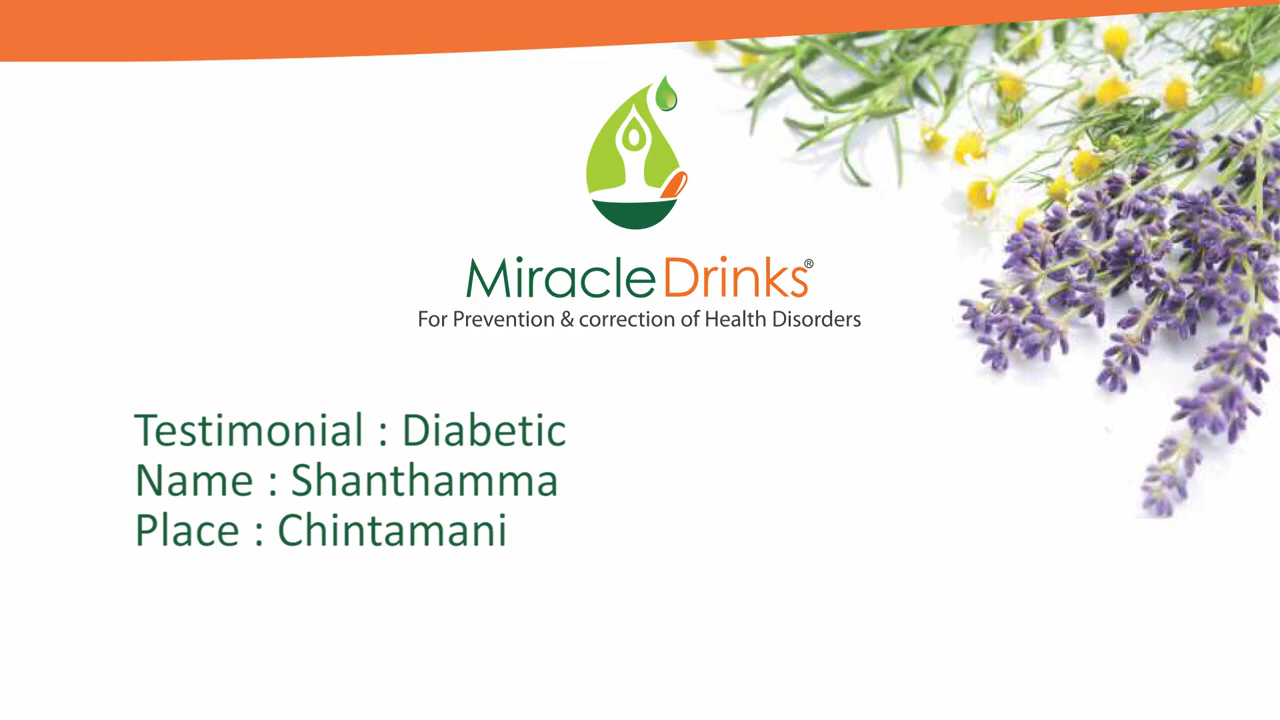 MiracleDrinks®
For Prevention & correction of Health Disorders
Testimonial : Diabetic
Name : Shanthamma
Place : Chintamani